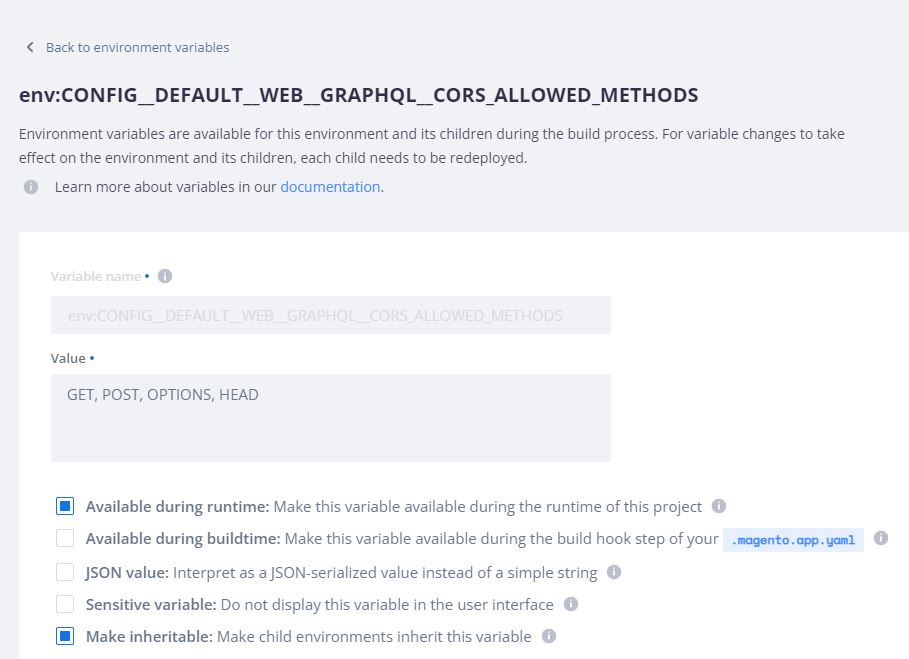 Back to environment variables
env:CONFIG__DEFAULT__WEB__GRAPHQL__CORS_ALLOWED_METHODS
Environment variables are available for this environment and its children during the build process. For variable changes to take
effect on the environment and its children, each child needs to be redeployed.
Learn more about variables in our documentation.
Variable name
env:CONFIG__DEFAULT__WEB__GRAPHQL__CORS_ALLOWED_METHODS
Value
GET, POST, OPTIONS, HEAD
Available during runtime: Make this variable available during the runtime of this project
Available during buildtime: Make this variable available during the build hook step of your .magento.app.yaml
JSON value: Interpret as a JSON-serialized value instead of a simple string
Sensitive variable: Do not display this variable in the user interface
Make inheritable: Make child environments inherit this variable